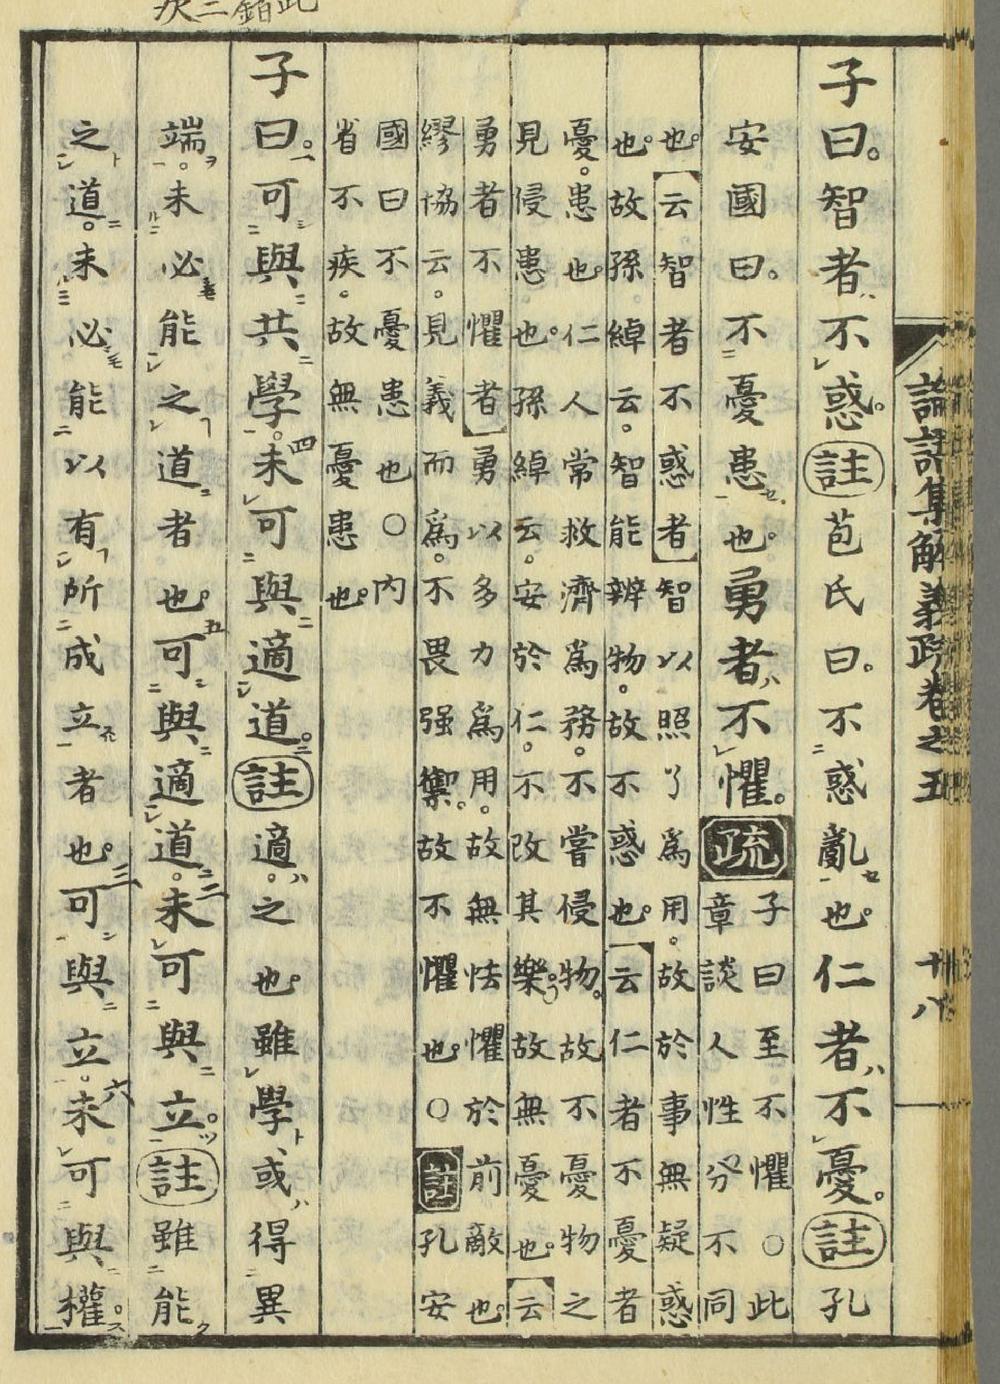 論語集解義疏卷之五
十八
子曰。智者不惑。註苞氏曰。不惑亂也。仁者不憂。註孔
安國曰。不憂患也。勇者不懼。疏
子曰至不懼○此
章談人性分不同
也。云智者不惑者智以照了爲用。故於事無疑惑
也。故孫綽云。智能辨物。故不惑也。云仁者不憂者
憂。患也。仁人常救濟爲務。不嘗侵物。故不憂物之
見侵患也。孫綽云。安於仁。不改其樂。故無憂也。云
勇者不懼者勇以多力爲用。故無怯懼於前敵也。
繆協云。見義而爲。不畏强禦。故不懼也。○註孔安
國曰不憂患也○內
省不疾。故無憂患也。
子曰。可與共學。未可與適道。註適。之也。雖學或得異
端。未必能之道者也。可與適道。未可與立。註雖能
之道。未必能以有所成立者也。可與立。未可與權。
四
五
二
三
六
此錯二